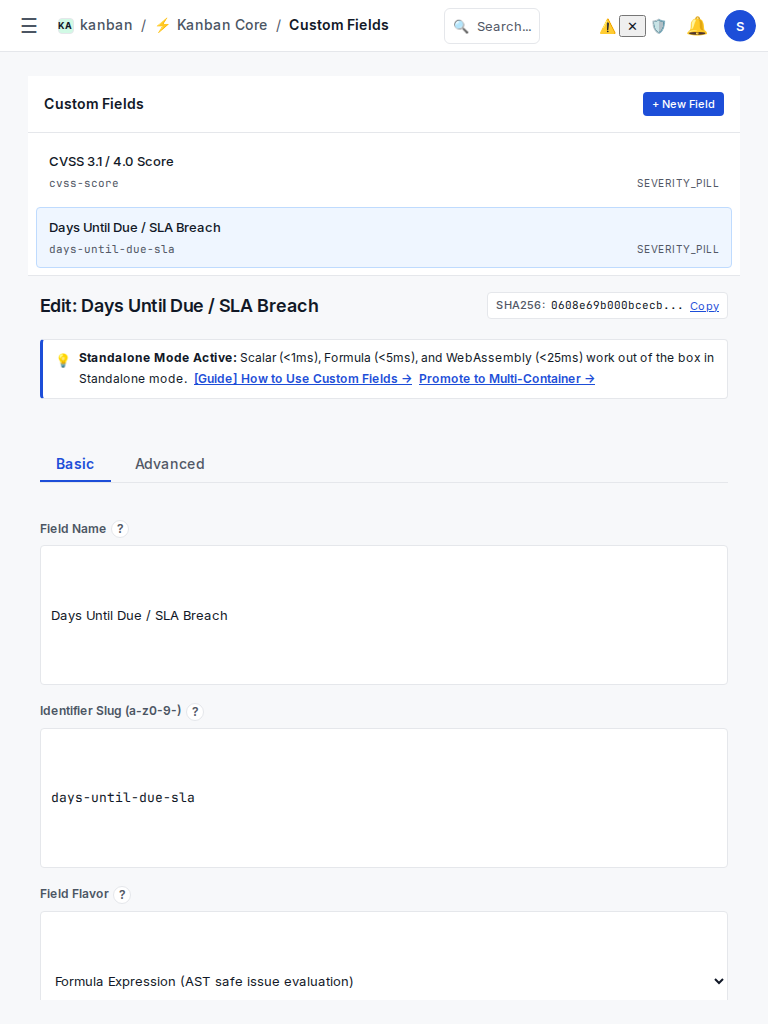 ☰ KA kanban / ⚡ Kanban Core / Custom Fields 🔍 Search... ⚠️ ✕ 🛡️ 🔔 S
Custom Fields + New Field
CVSS 3.1 / 4.0 Score
cvss-score SEVERITY_PILL
Days Until Due / SLA Breach
days-until-due-sla SEVERITY_PILL
Edit: Days Until Due / SLA Breach SHA256: 0608e69b000bcecb... Copy
💡 Standalone Mode Active: Scalar (<1ms), Formula (<5ms), and WebAssembly (<25ms) work out of the box in
Standalone mode. [Guide] How to Use Custom Fields → Promote to Multi-Container →
Basic Advanced
Field Name ?
Days Until Due / SLA Breach
Identifier Slug (a-z0-9-) ?
days-until-due-sla
Field Flavor ?
Formula Expression (AST safe issue evaluation)